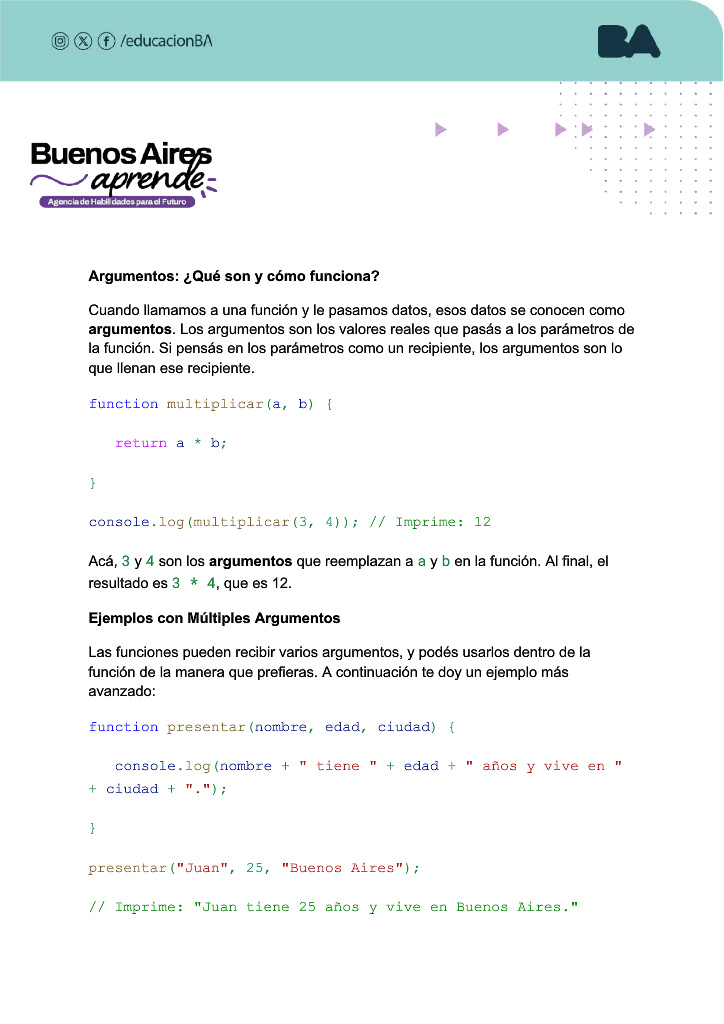 /educacionBA
BA
Buenos Aires
aprende
Agencia de Habilidades para el Futuro
Argumentos: ¿Qué son y cómo funciona?
Cuando llamamos a una función y le pasamos datos, esos datos se conocen como
argumentos. Los argumentos son los valores reales que pasás a los parámetros de
la función. Si pensás en los parámetros como un recipiente, los argumentos son lo
que llenan ese recipiente.
function multiplicar(a, b) {
return a * b;
}
console.log(multiplicar(3, 4)); // Imprime: 12
Acá, 3 y 4 son los argumentos que reemplazan a a y b en la función. Al final, el
resultado es 3 * 4, que es 12.
Ejemplos con Múltiples Argumentos
Las funciones pueden recibir varios argumentos, y podés usarlos dentro de la
función de la manera que prefieras. A continuación te doy un ejemplo más
avanzado:
function presentar(nombre, edad, ciudad) {
console.log(nombre + " tiene " + edad + " años y vive en "
+ ciudad + ".");
}
presentar("Juan", 25, "Buenos Aires");
// Imprime: "Juan tiene 25 años y vive en Buenos Aires."